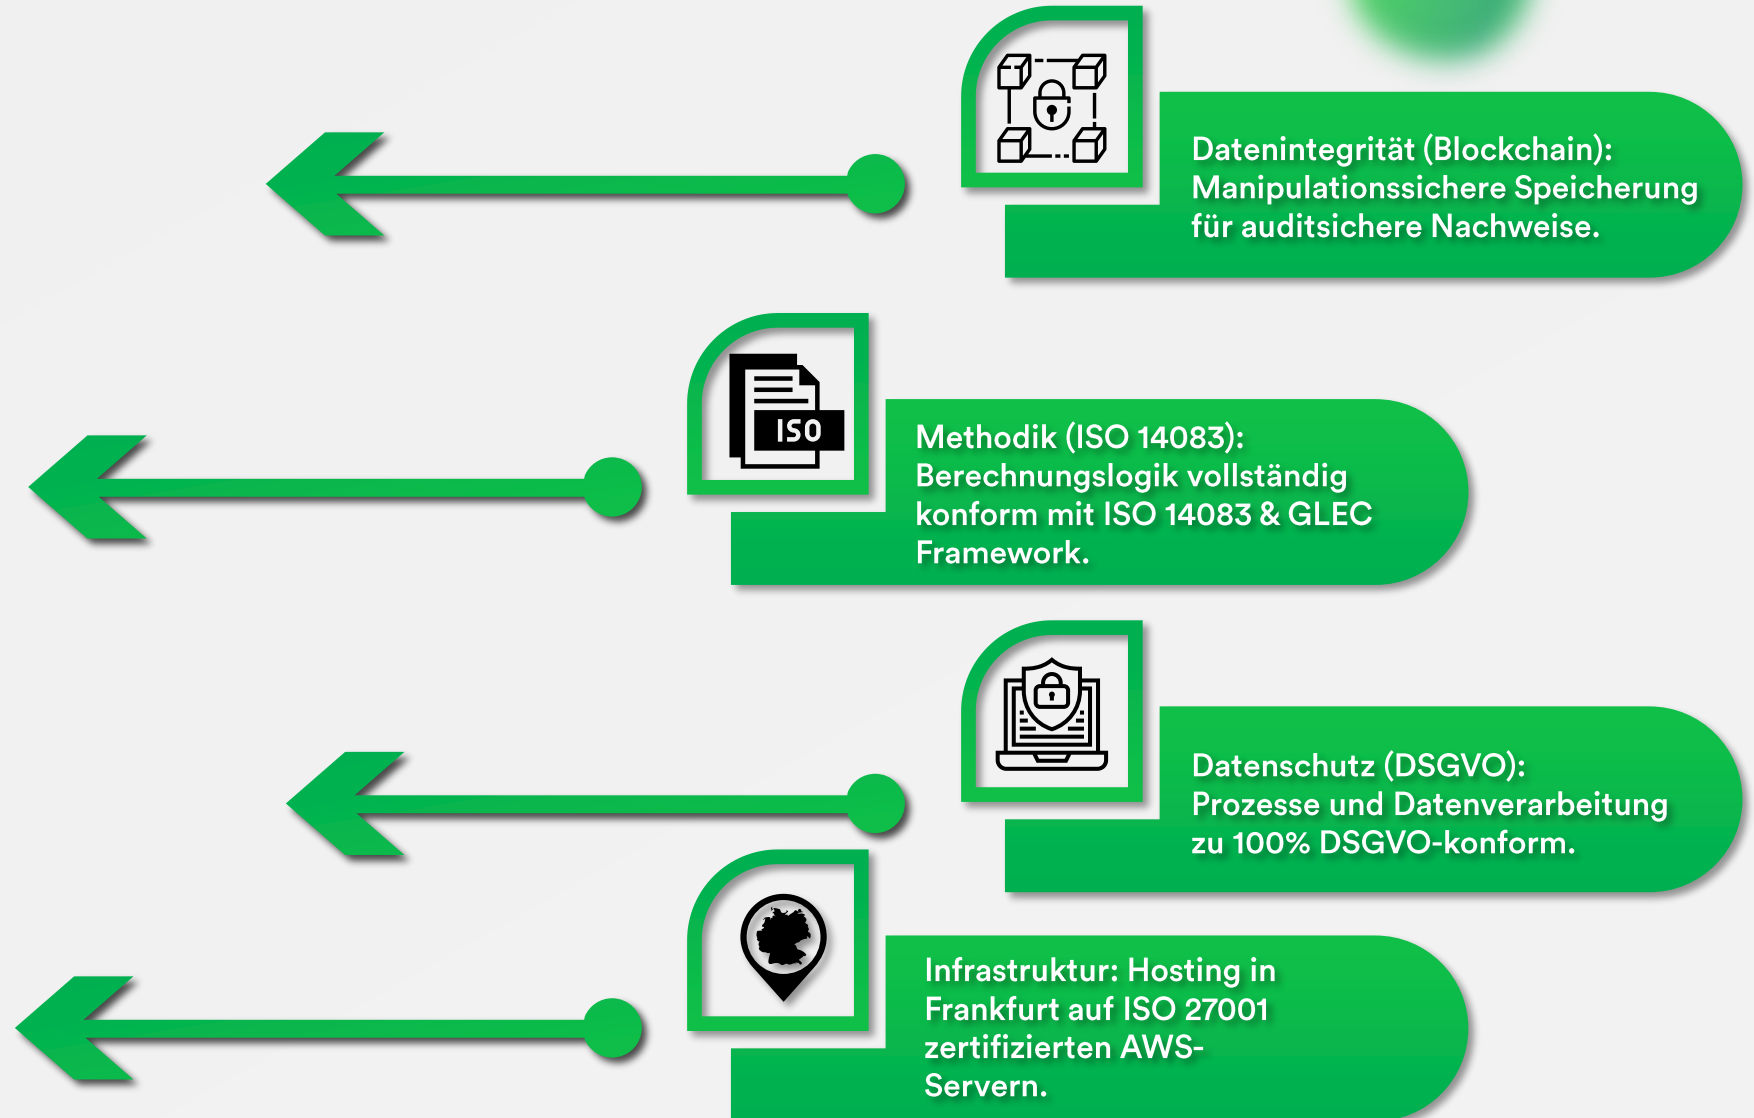 Datenintegrität (Blockchain):
Manipulationssichere Speicherung
für auditsichere Nachweise.
ISO
Methodik (ISO 14083):
Berechnungslogik vollständig
konform mit ISO 14083 & GLEC
Framework.
Datenschutz (DSGVO):
Prozesse und Datenverarbeitung
zu 100% DSGVO-konform.
Infrastruktur: Hosting in
Frankfurt auf ISO 27001
zertifizierten AWS-
Servern.